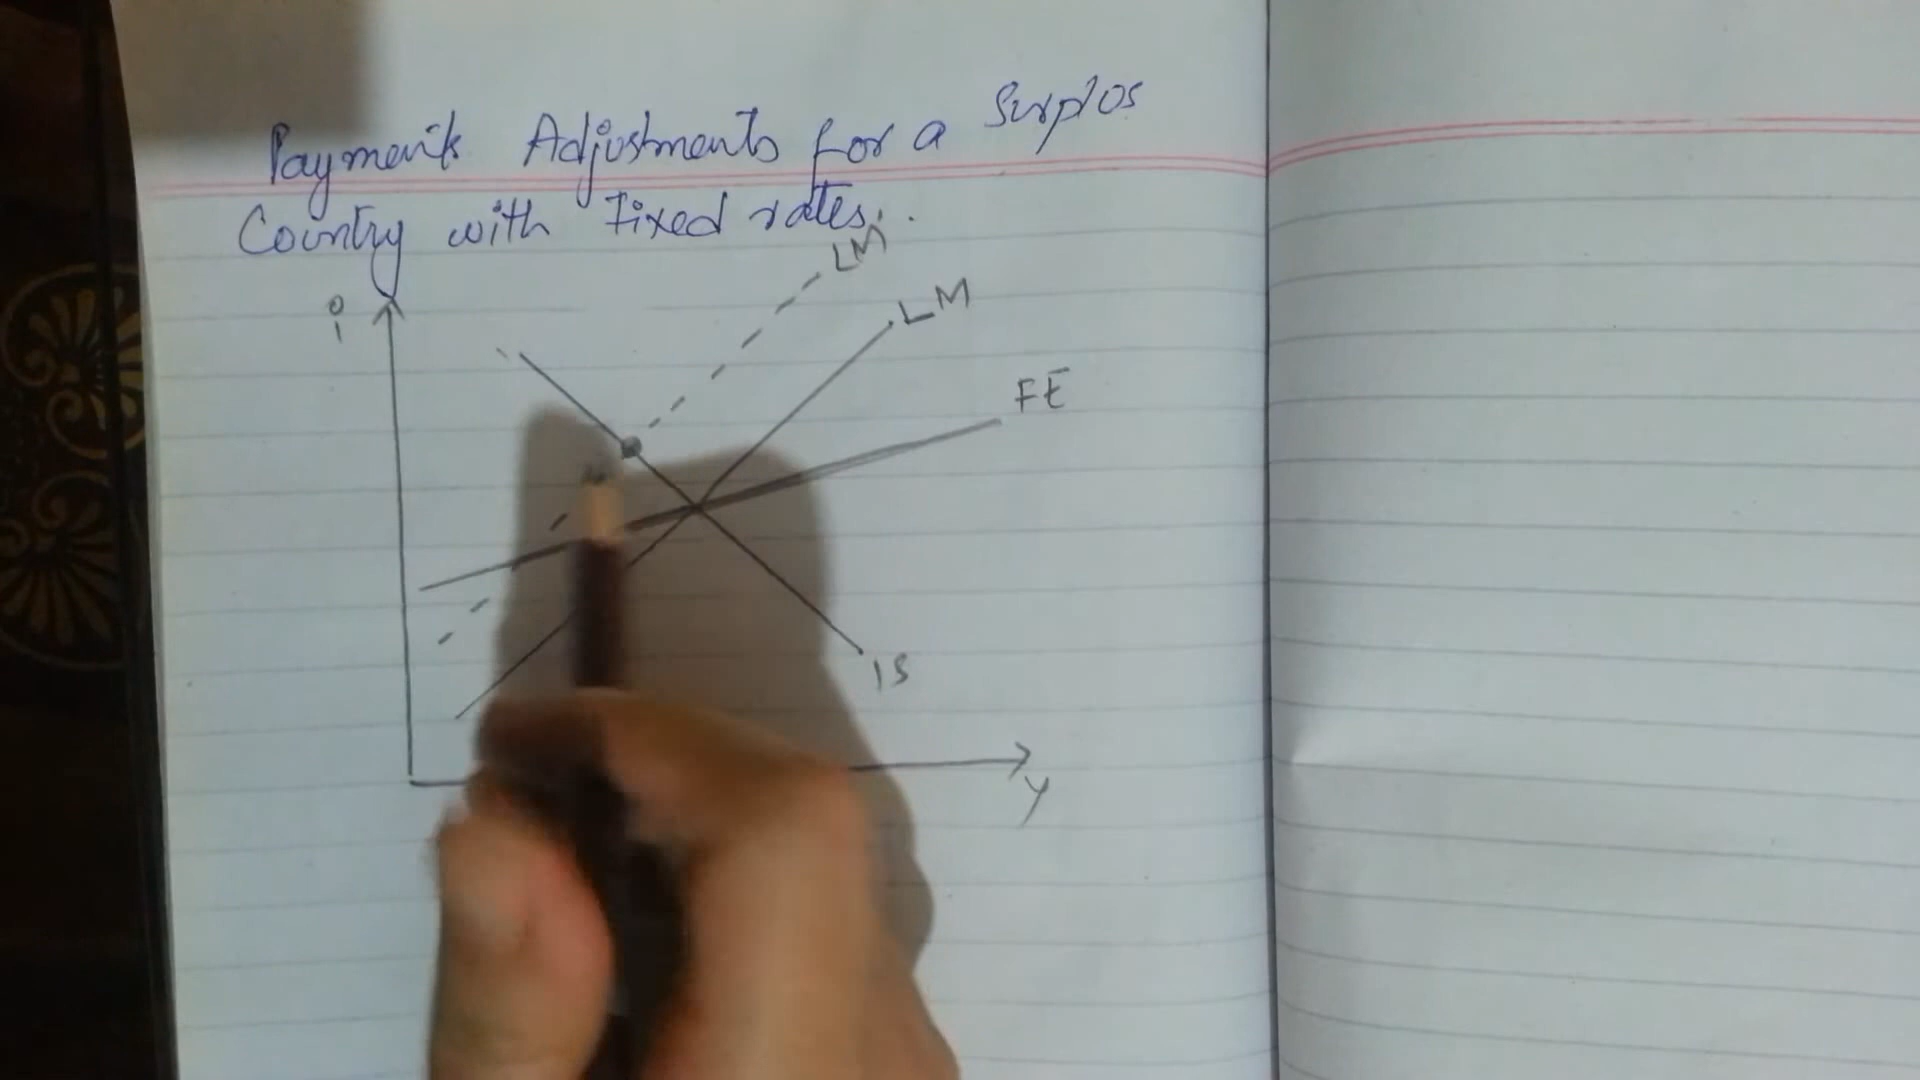 Payments Adjustments for a Surplus
Country with Fixed rates.
LM'
i
LM
FE
IS
Y